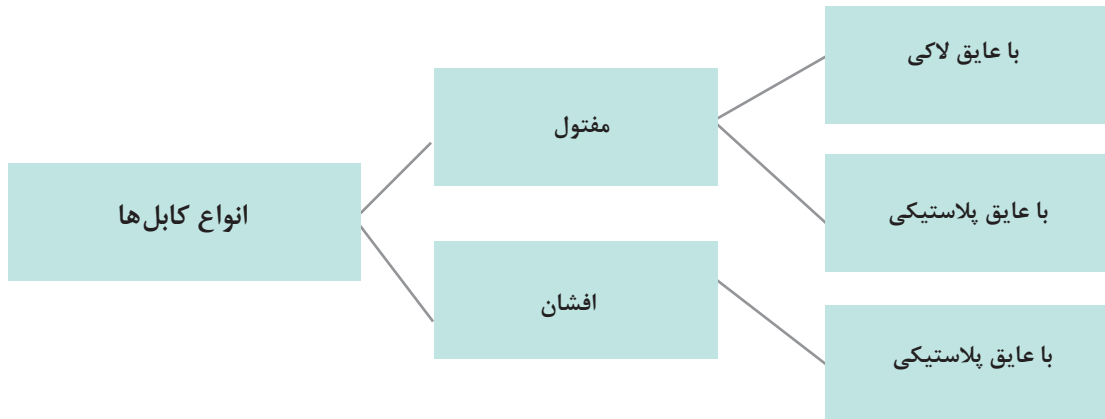 انواع کابل‌ها
مفتول
با عایق لاکی
با عایق پلاستیکی
افشان
با عایق پلاستیکی